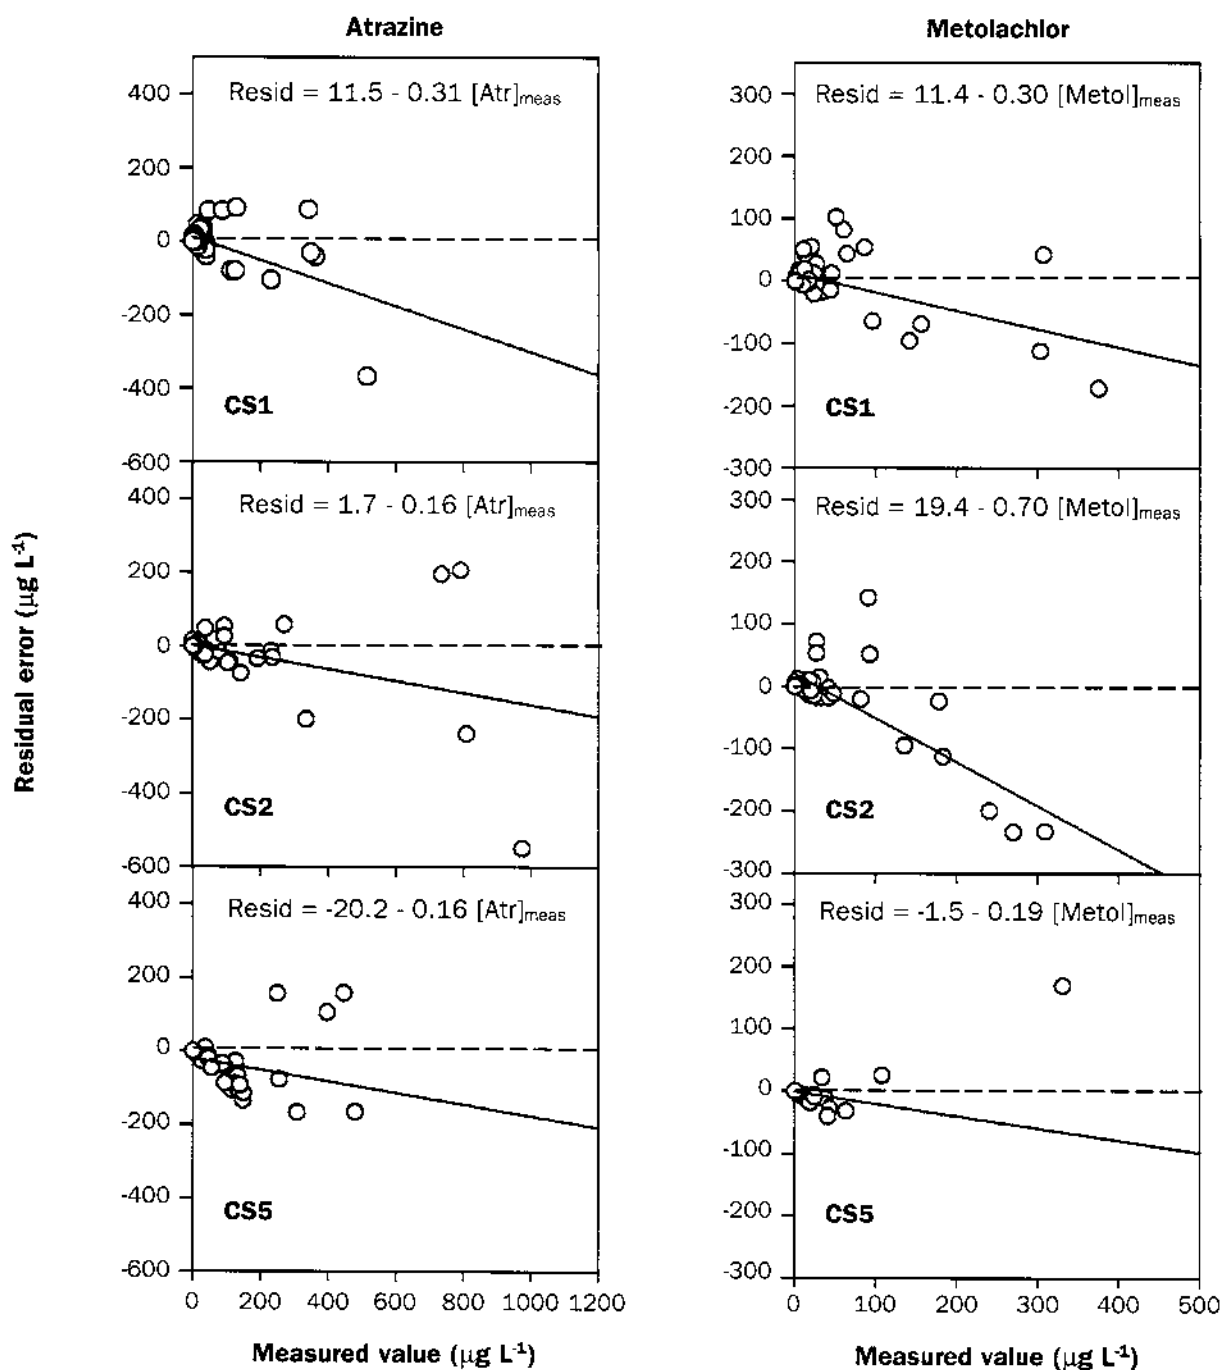 Atrazine
Metolachlor
Resid = 11.5 - 0.31 [Atr]meas
Resid = 11.4 - 0.30 [Metol]meas
400
200
0
-200
-400
-600
CS1
300
200
100
0
-100
-200
-300
CS1
Resid = 1.7 - 0.16 [Atr]meas
Resid = 19.4 - 0.70 [Metol]meas
400
200
0
-200
-400
-600
CS2
300
200
100
0
-100
-200
-300
CS2
Resid = -20.2 - 0.16 [Atr]meas
Resid = -1.5 - 0.19 [Metol]meas
400
200
0
-200
-400
-600
CS5
300
200
100
0
-100
-200
-300
CS5
0 200 400 600 800 1000 1200
0 100 200 300 400 500
Measured value (µg L-1)
Measured value (µg L-1)
Residual error (µg L-1)